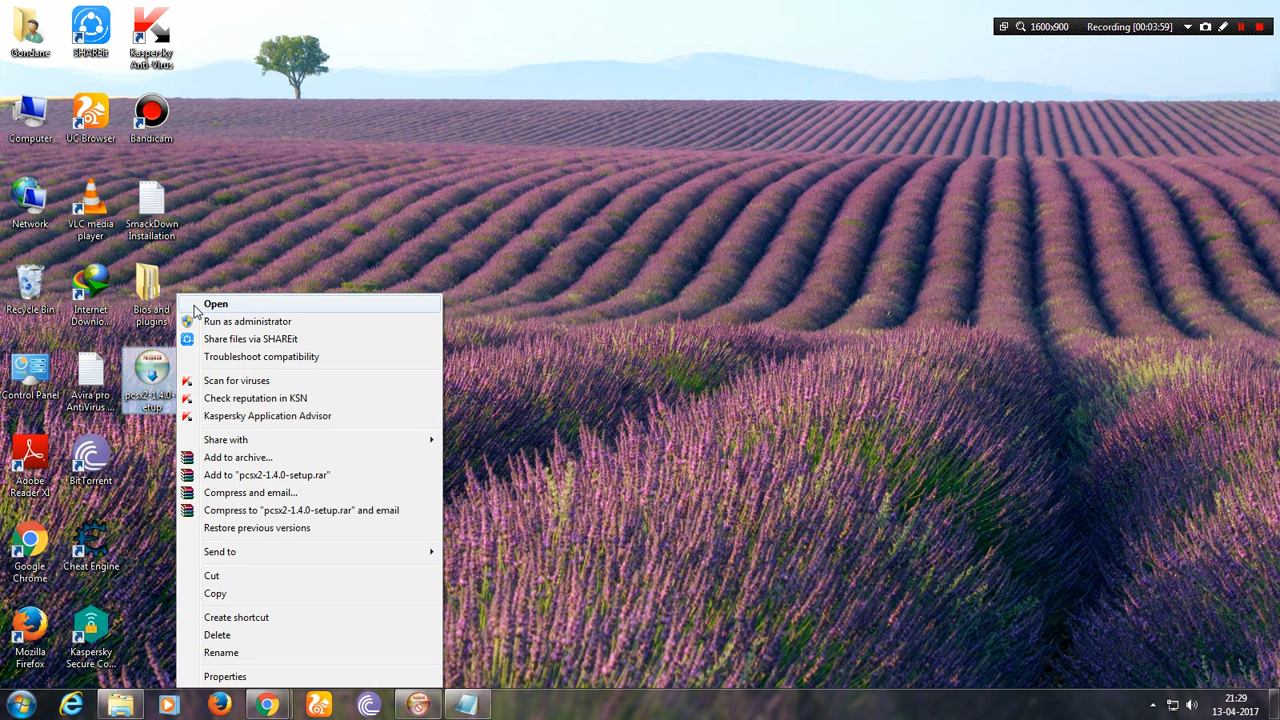 Gondane
SHAREit
Kaspersky
Anti-Virus
1600x900
Recording [00:03:59]
Computer
UC Browser
Bandicam
Network
VLC media
player
SmackDown
Installation
Recycle Bin
Internet
Downlo...
Bios and
plugins
Control Panel
Avira pro
AntiVirus ...
NSIS
pcsx2-1.4.0-
setup
Adobe
Reader XI
BitTorrent
Google
Chrome
Cheat Engine
Mozilla
Firefox
Kaspersky
Secure Co...
Open
Run as administrator
Share files via SHAREit
Troubleshoot compatibility
Scan for viruses
Check reputation in KSN
Kaspersky Application Advisor
Share with
Add to archive...
Add to "pcsx2-1.4.0-setup.rar"
Compress and email...
Compress to "pcsx2-1.4.0-setup.rar" and email
Restore previous versions
Send to
Cut
Copy
Create shortcut
Delete
Rename
Properties
21:29
13-04-2017